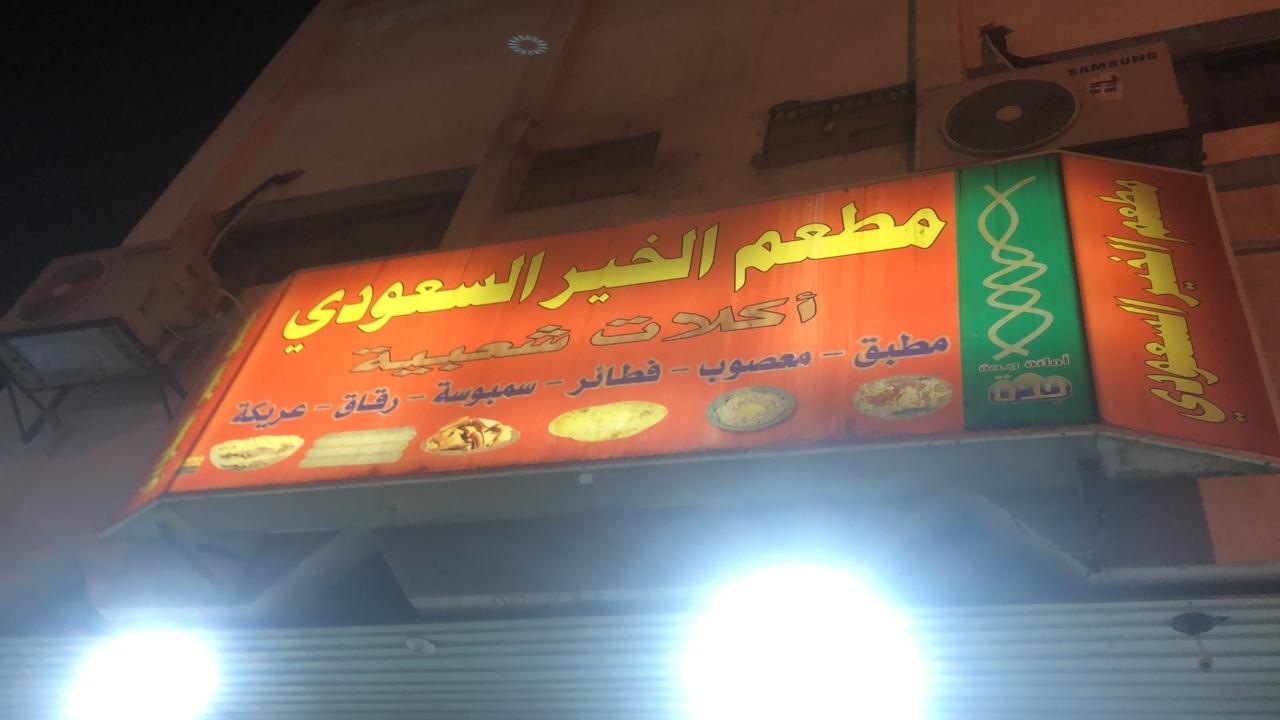 SAMSUNG
مطعم الخير السعودي
أكلات شعبية
مطبق - معصوب - فطائر - سمبوسة - رقاق - عريكة
أمانة جدة
جدة
مطعم الخير السعودي